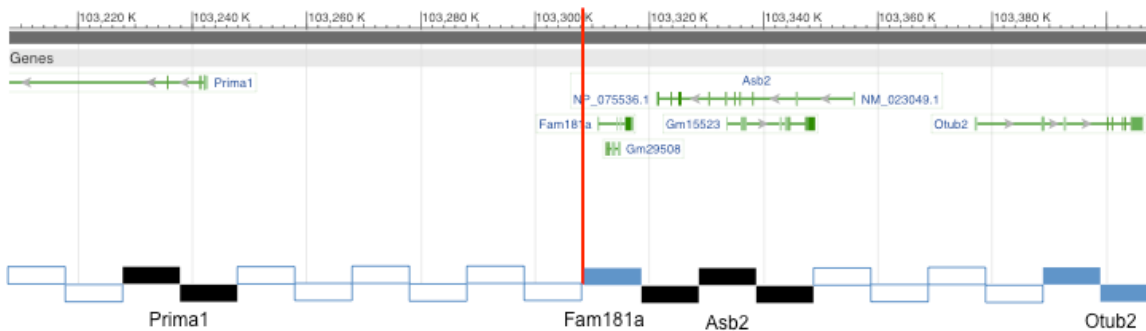 103,220 K 103,240 K 103,260 K 103,280 K 103,300 K 103,320 K 103,340 K 103,360 K 103,380 K
Genes
Prima1
Asb2
NP_075536.1 NM_023049.1
Fam181a Gm15523 Otub2
Gm29508
Prima1 Fam181a Asb2 Otub2